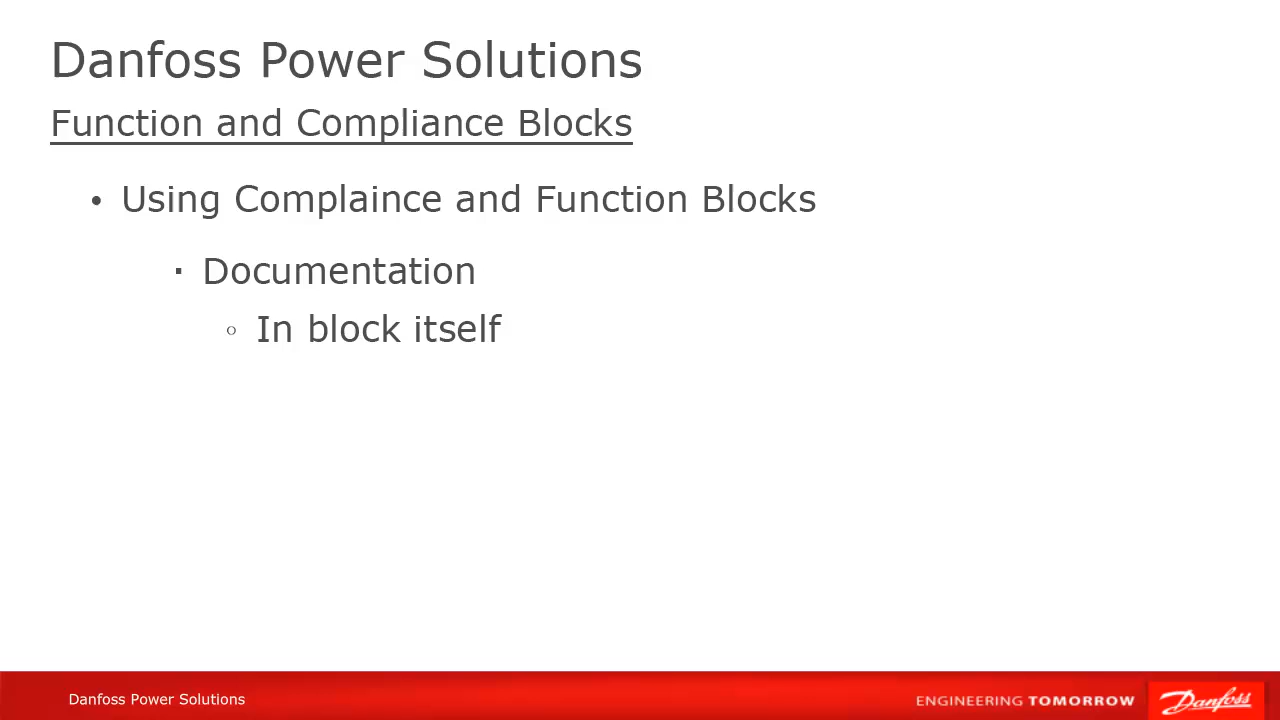 Danfoss Power Solutions
Function and Compliance Blocks
• Using Complaince and Function Blocks
▪ Documentation
○ In block itself
Danfoss Power Solutions
ENGINEERING TOMORROW
Danfoss